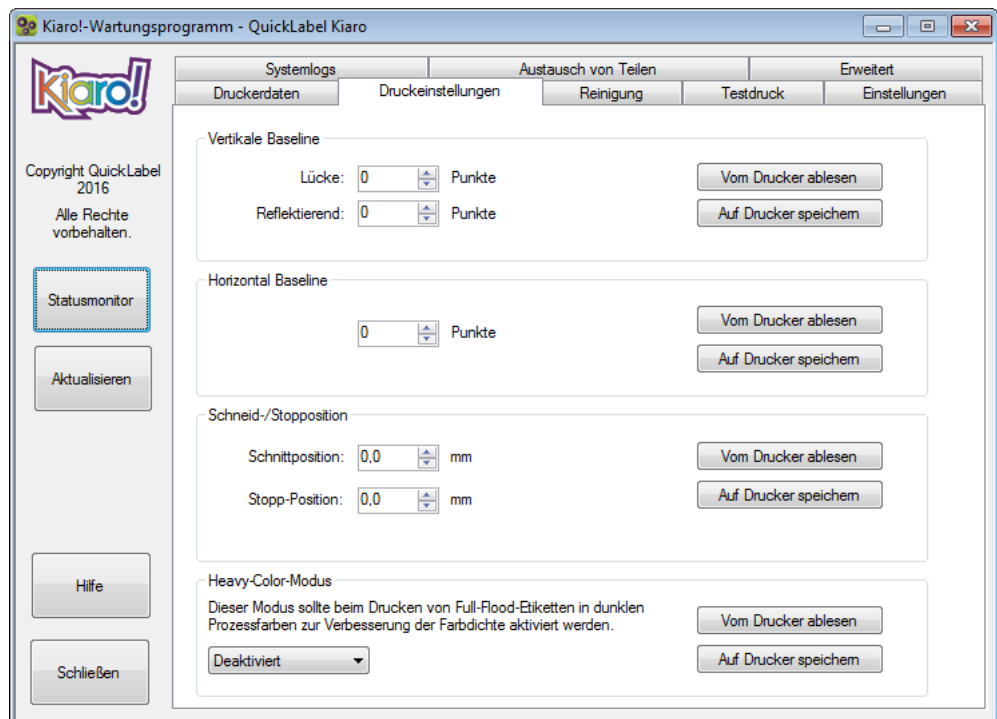 Kiaro!-Wartungsprogramm - QuickLabel Kiaro
Kiaro!
Copyright QuickLabel
2016
Alle Rechte
vorbehalten.
Statusmonitor
Aktualisieren
Hilfe
Schließen
Systemlogs
Austausch von Teilen
Erweitert
Druckerdaten
Druckeinstellungen
Reinigung
Testdruck
Einstellungen
Vertikale Baseline
Lücke: 0 Punkte
Vom Drucker ablesen
Reflektierend: 0 Punkte
Auf Drucker speichern
Horizontal Baseline
0 Punkte
Vom Drucker ablesen
Auf Drucker speichern
Schneid-/Stopposition
Schnittposition: 0,0 mm
Vom Drucker ablesen
Stopp-Position: 0,0 mm
Auf Drucker speichern
Heavy-Color-Modus
Dieser Modus sollte beim Drucken von Full-Flood-Etiketten in dunklen
Prozessfarben zur Verbesserung der Farbdichte aktiviert werden.
Vom Drucker ablesen
Deaktiviert
Auf Drucker speichern